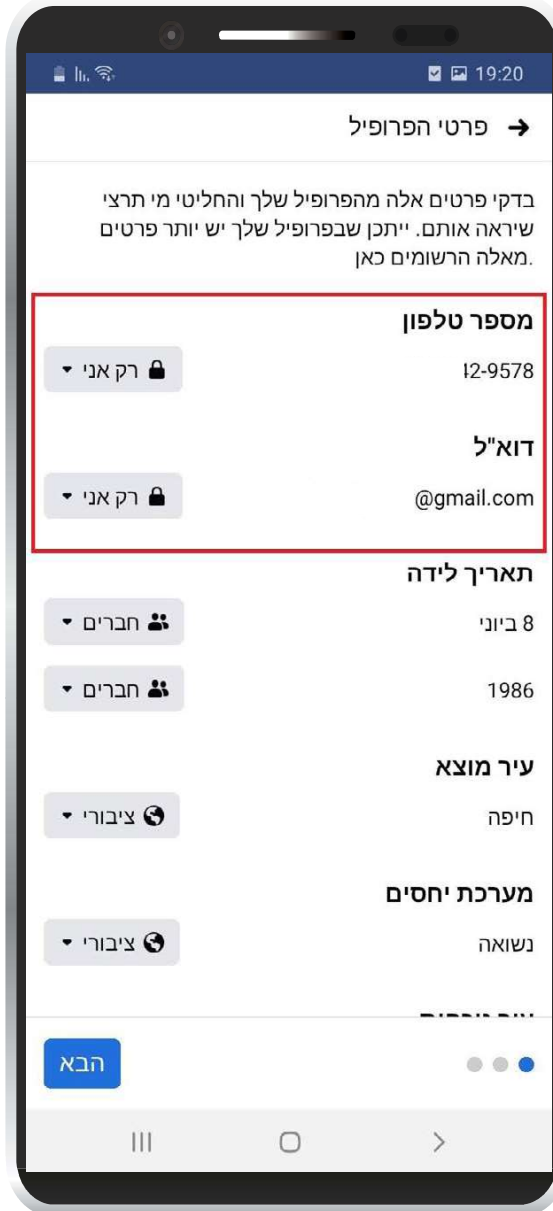 19:20
פרטי הפרופיל
בדקי פרטים אלה מהפרופיל שלך והחליטי מי תרצי
שיראה אותם. ייתכן שבפרופיל שלך יש יותר פרטים
.מאלה הרשומים כאן
מספר טלפון
2-9578
רק אני
דוא"ל
@gmail.com
רק אני
תאריך לידה
8 ביוני
חברים
1986
חברים
עיר מוצא
חיפה
ציבורי
מערכת יחסים
נשואה
ציבורי
הבא